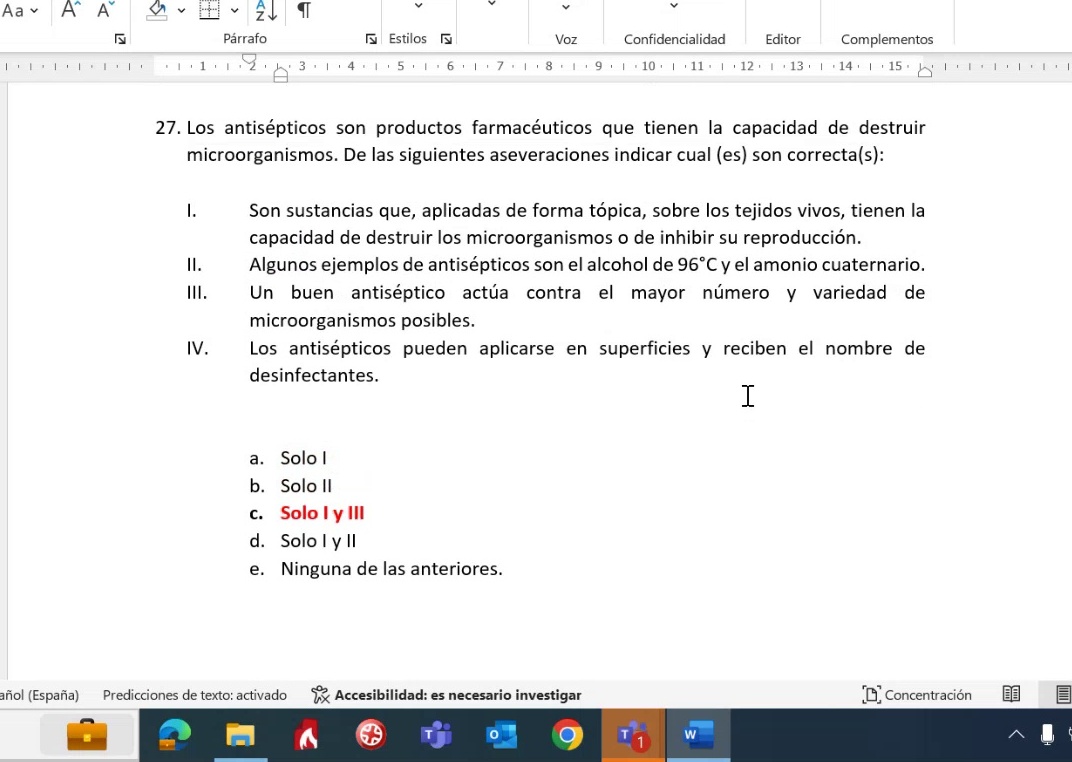 Aa A A A Z ¶
Párrafo Estilos Voz Confidencialidad Editor Complementos
1 2 3 4 5 6 7 8 9 10 11 12 13 14 15
27. Los antisépticos son productos farmacéuticos que tienen la capacidad de destruir
microorganismos. De las siguientes aseveraciones indicar cual (es) son correcta(s):
I. Son sustancias que, aplicadas de forma tópica, sobre los tejidos vivos, tienen la
capacidad de destruir los microorganismos o de inhibir su reproducción.
II. Algunos ejemplos de antisépticos son el alcohol de 96°C y el amonio cuaternario.
III. Un buen antiséptico actúa contra el mayor número y variedad de
microorganismos posibles.
IV. Los antisépticos pueden aplicarse en superficies y reciben el nombre de
desinfectantes.
a. Solo I
b. Solo II
c. Solo I y III
d. Solo I y II
e. Ninguna de las anteriores.
añol (España) Predicciones de texto: activado Accesibilidad: es necesario investigar Concentración
T O T 1 W